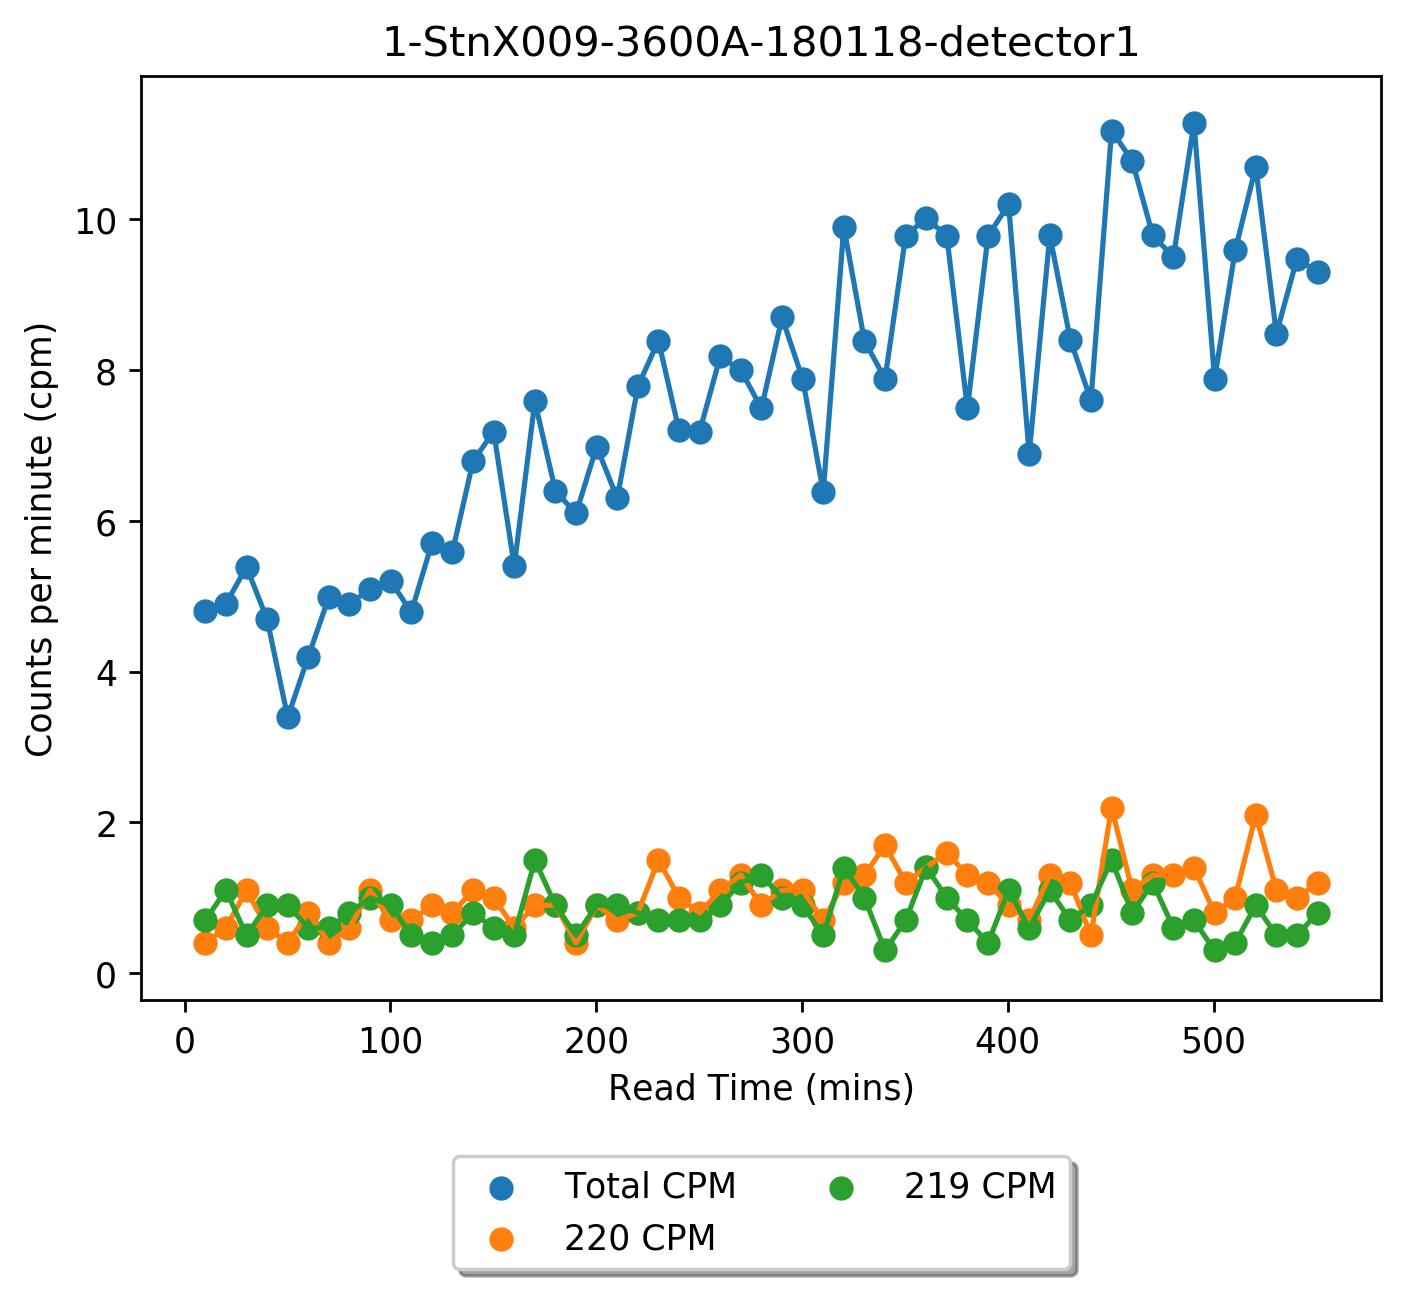 1-StnX009-3600A-180118-detector1
Counts per minute (cpm)
10
8
6
4
2
0
0 100 200 300 400 500
Read Time (mins)
Total CPM 219 CPM
220 CPM